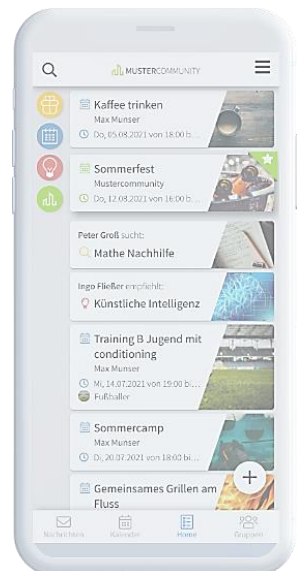 MUSTERCOMMUNITY
Kaffee trinken
Max Munser
Do, 05.08.2021 von 18:00 b...
Sommerfest
Mustercommunity
Do, 12.08.2021 von 16:00 b...
Peter Groß sucht:
Mathe Nachhilfe
Ingo Fließer empfiehlt:
Künstliche Intelligenz
Training B Jugend mit
conditioning
Max Munser
Mi, 14.07.2021 von 19:00 bi...
Fußballer
Sommercamp
Max Munser
Di, 20.07.2021 von 18:00 bi...
Gemeinsames Grillen am
Fluss
Nachrichten
Kalender
Home
Gruppen